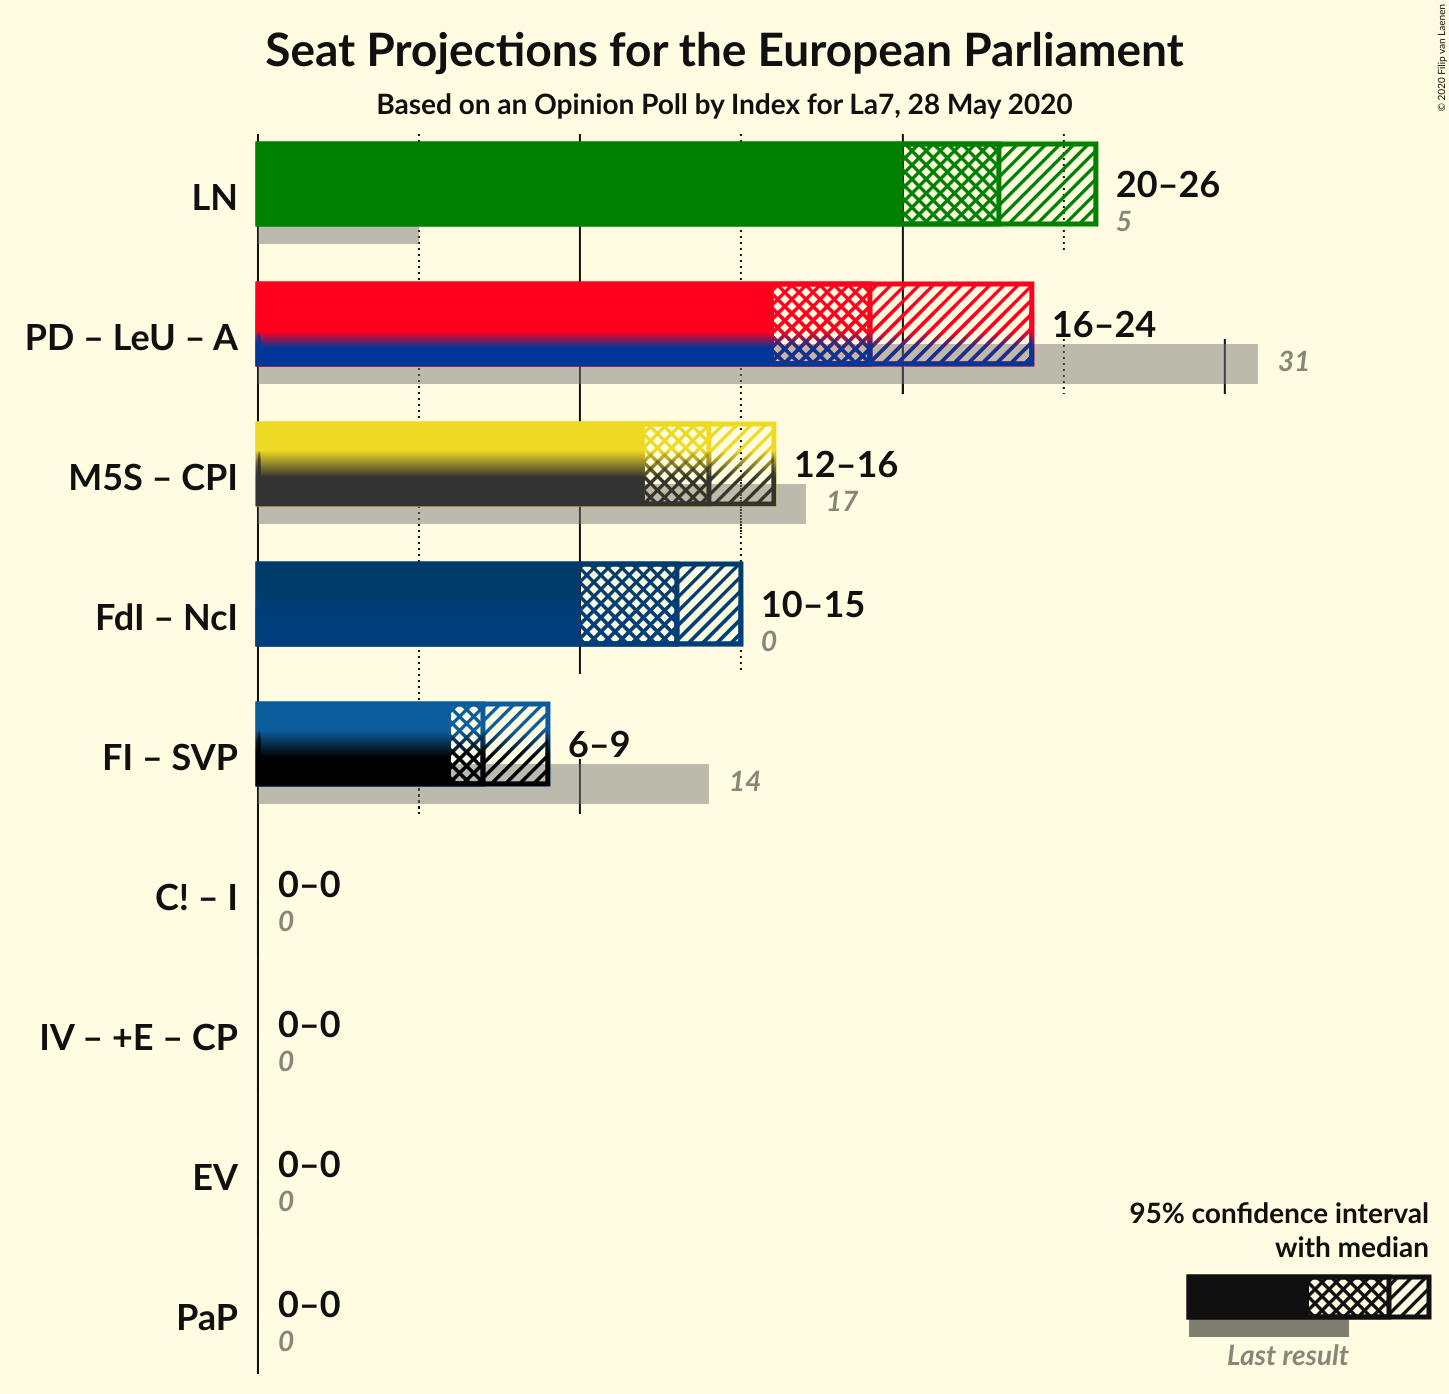 Seat Projections for the European Parliament
Based on an Opinion Poll by Index for La7, 28 May 2020
© 2020 Filip van Laenen
LN
20–26
5
PD – LeU – A
16–24
31
M5S – CPI
12–16
17
FdI – NcI
10–15
0
FI – SVP
6–9
14
C! – I
0–0
0
IV – +E – CP
0–0
0
EV
0–0
0
PaP
0–0
0
95% confidence interval
with median
Last result